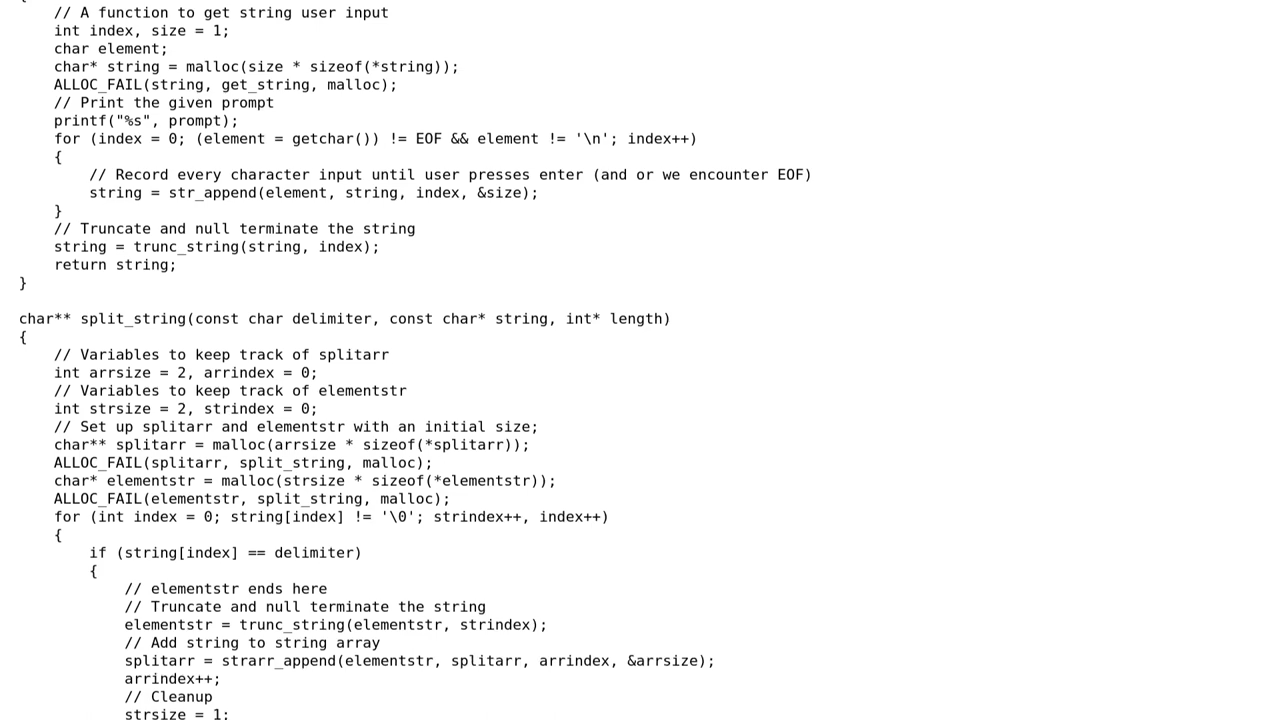 {
    // A function to get string user input
    int index, size = 1;
    char element;
    char* string = malloc(size * sizeof(*string));
    ALLOC_FAIL(string, get_string, malloc);
    // Print the given prompt
    printf("%s", prompt);
    for (index = 0; (element = getchar()) != EOF && element != '\n'; index++)
    {
        // Record every character input until user presses enter (and or we encounter EOF)
        string = str_append(element, string, index, &size);
    }
    // Truncate and null terminate the string
    string = trunc_string(string, index);
    return string;
}

char** split_string(const char delimiter, const char* string, int* length)
{
    // Variables to keep track of splitarr
    int arrsize = 2, arrindex = 0;
    // Variables to keep track of elementstr
    int strsize = 2, strindex = 0;
    // Set up splitarr and elementstr with an initial size;
    char** splitarr = malloc(arrsize * sizeof(*splitarr));
    ALLOC_FAIL(splitarr, split_string, malloc);
    char* elementstr = malloc(strsize * sizeof(*elementstr));
    ALLOC_FAIL(elementstr, split_string, malloc);
    for (int index = 0; string[index] != '\0'; strindex++, index++)
    {
        if (string[index] == delimiter)
        {
            // elementstr ends here
            // Truncate and null terminate the string
            elementstr = trunc_string(elementstr, strindex);
            // Add string to string array
            splitarr = strarr_append(elementstr, splitarr, arrindex, &arrsize);
            arrindex++;
            // Cleanup
            strsize = 1;